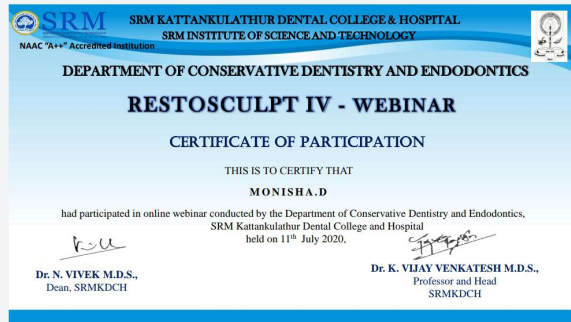 SRM
SRM KATTANKULATHUR DENTAL COLLEGE & HOSPITAL
SRM INSTITUTE OF SCIENCE AND TECHNOLOGY
NAAC "A++" Accredited Institution
DEPARTMENT OF CONSERVATIVE DENTISTRY AND ENDODONTICS
RESTOSCULPT IV - WEBINAR
CERTIFICATE OF PARTICIPATION
THIS IS TO CERTIFY THAT
MONISHA.D
had participated in online webinar conducted by the Department of Conservative Dentistry and Endodontics,
SRM Kattankulathur Dental College and Hospital
held on 11th July 2020,
Dr. N. VIVEK M.D.S.,
Dean, SRMKDCH
Dr. K. VIJAY VENKATESH M.D.S.,
Professor and Head
SRMKDCH